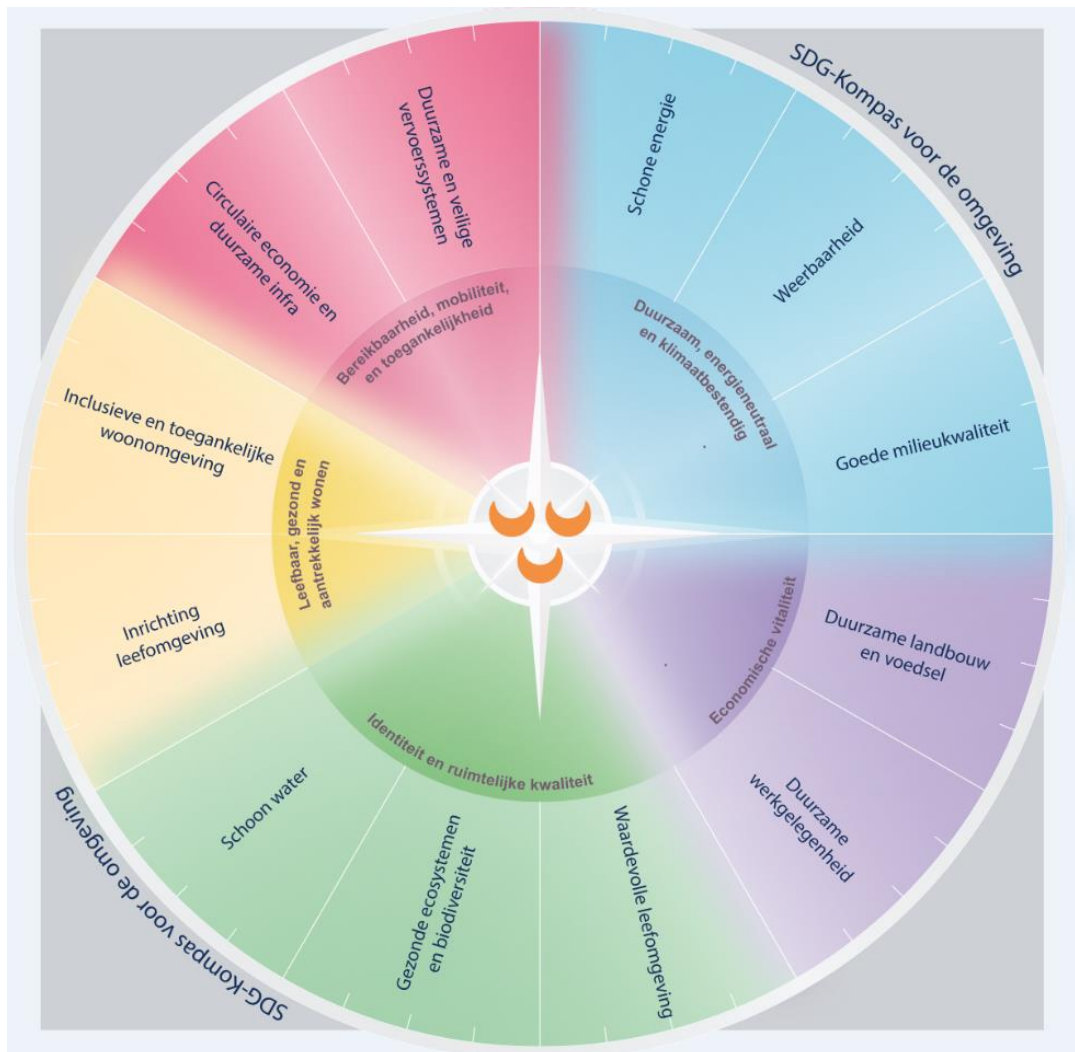 SDG-Kompas voor de omgeving
Schone energie
Weerbaarheid
Goede milieukwaliteit
Duurzame landbouw
en voedsel
Duurzame
werkgelegenheid
Waardevolle leefomgeving
Gezonde ecosystemen
en biodiversiteit
Schoon water
Inrichting
leefomgeving
Inclusieve en toegankelijke
woonomgeving
Circulaire economie en
duurzame infra
Duurzame en veilige
vervoerssystemen
Duurzaam, energieneutraal
en klimaatbestendig
Economische vitaliteit
Identiteit en ruimtelijke kwaliteit
Leefbaar, gezond en
aantrekkelijk wonen
Bereikbaarheid, mobiliteit,
en toegankelijkheid
SDG-Kompas voor de omgeving